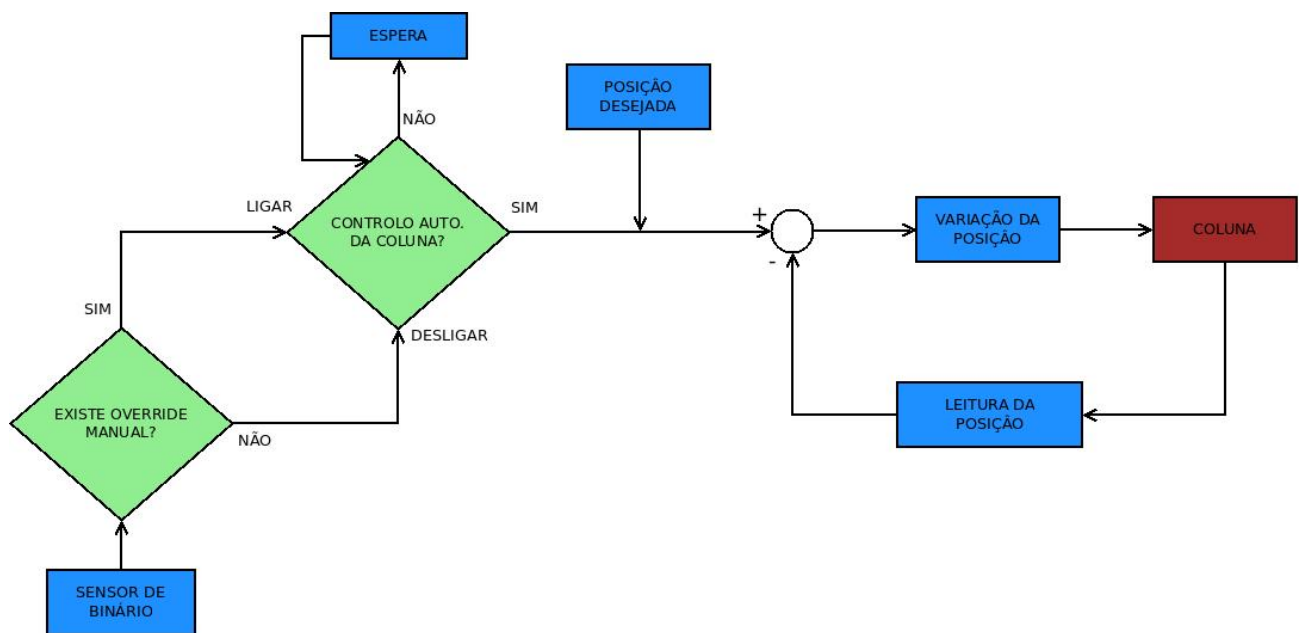 ESPERA
NÃO
POSIÇÃO
DESEJADA
LIGAR
CONTROLO AUTO.
DA COLUNA?
SIM
+
-
VARIAÇÃO DA
POSIÇÃO
COLUNA
SIM
DESLIGAR
EXISTE OVERRIDE
MANUAL?
NÃO
LEITURA DA
POSIÇÃO
SENSOR DE
BINÁRIO